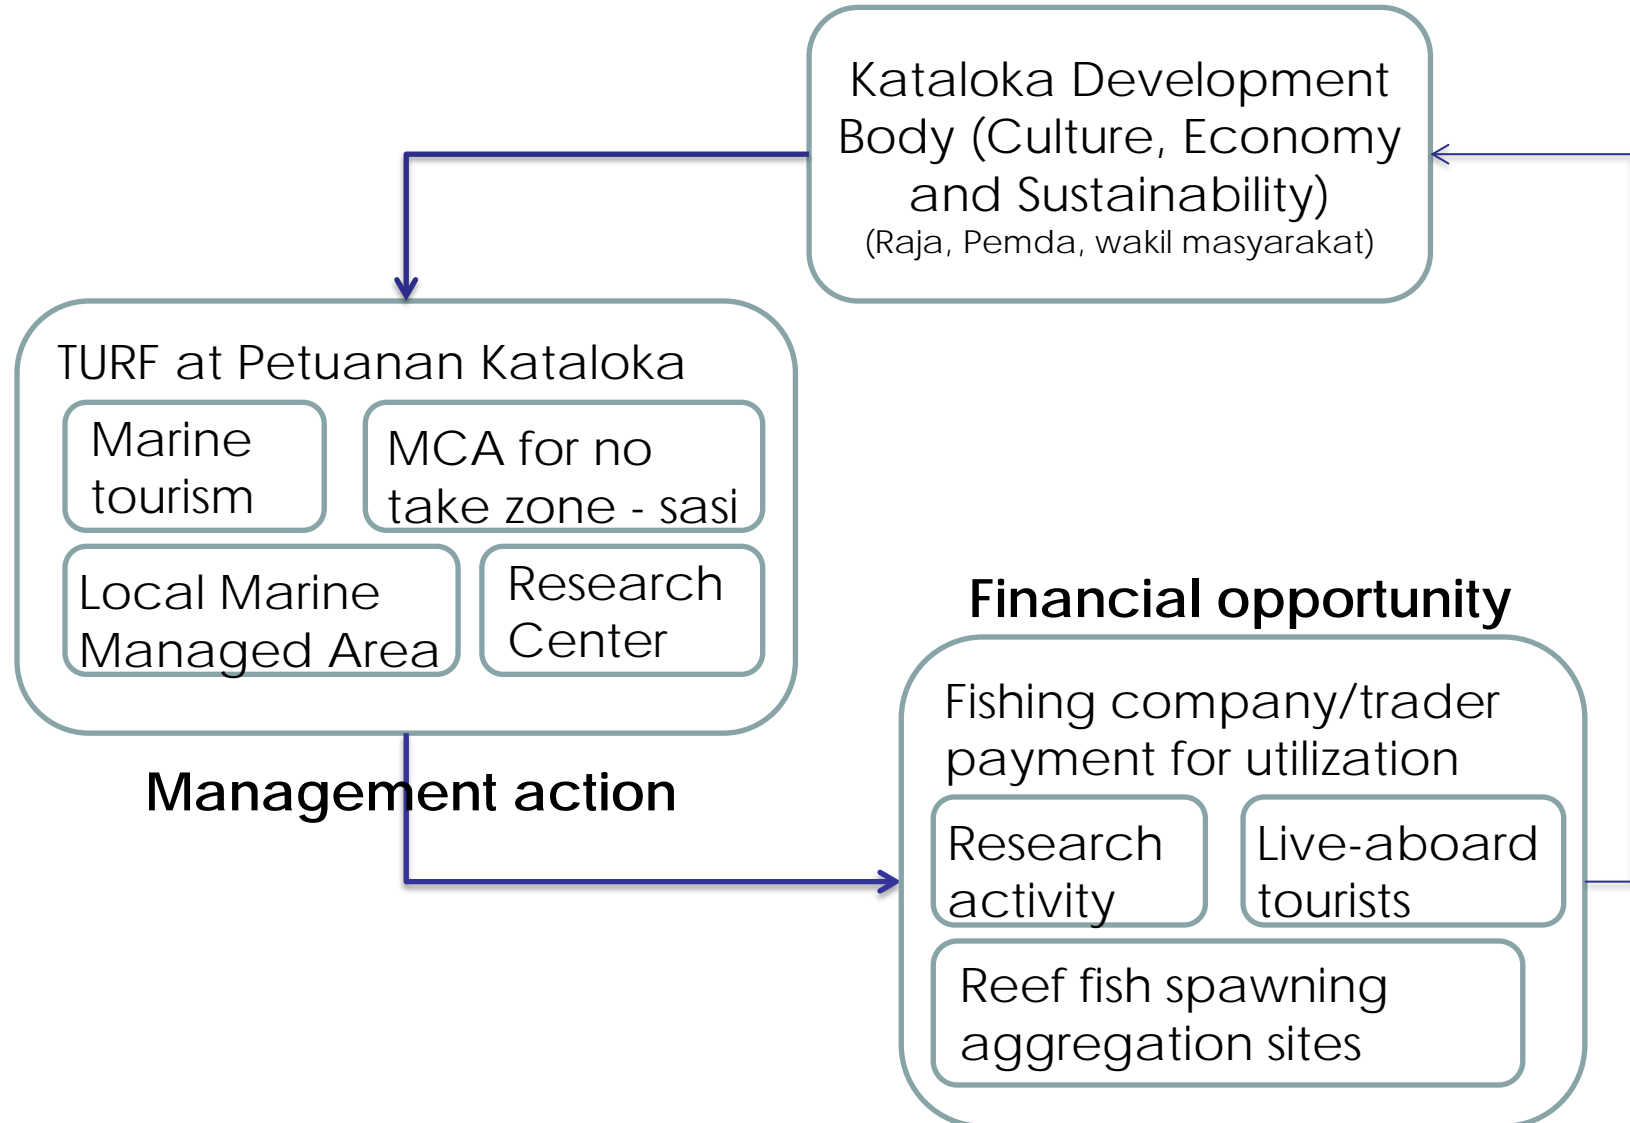 Kataloka Development
Body (Culture, Economy
and Sustainability)
(Raja, Pemda, wakil masyarakat)
TURF at Petuanan Kataloka
Marine
tourism
MCA for no
take zone - sasi
Local Marine
Managed Area
Research
Center
Management action
Financial opportunity
Fishing company/trader
payment for utilization
Research
activity
Live-aboard
tourists
Reef fish spawning
aggregation sites